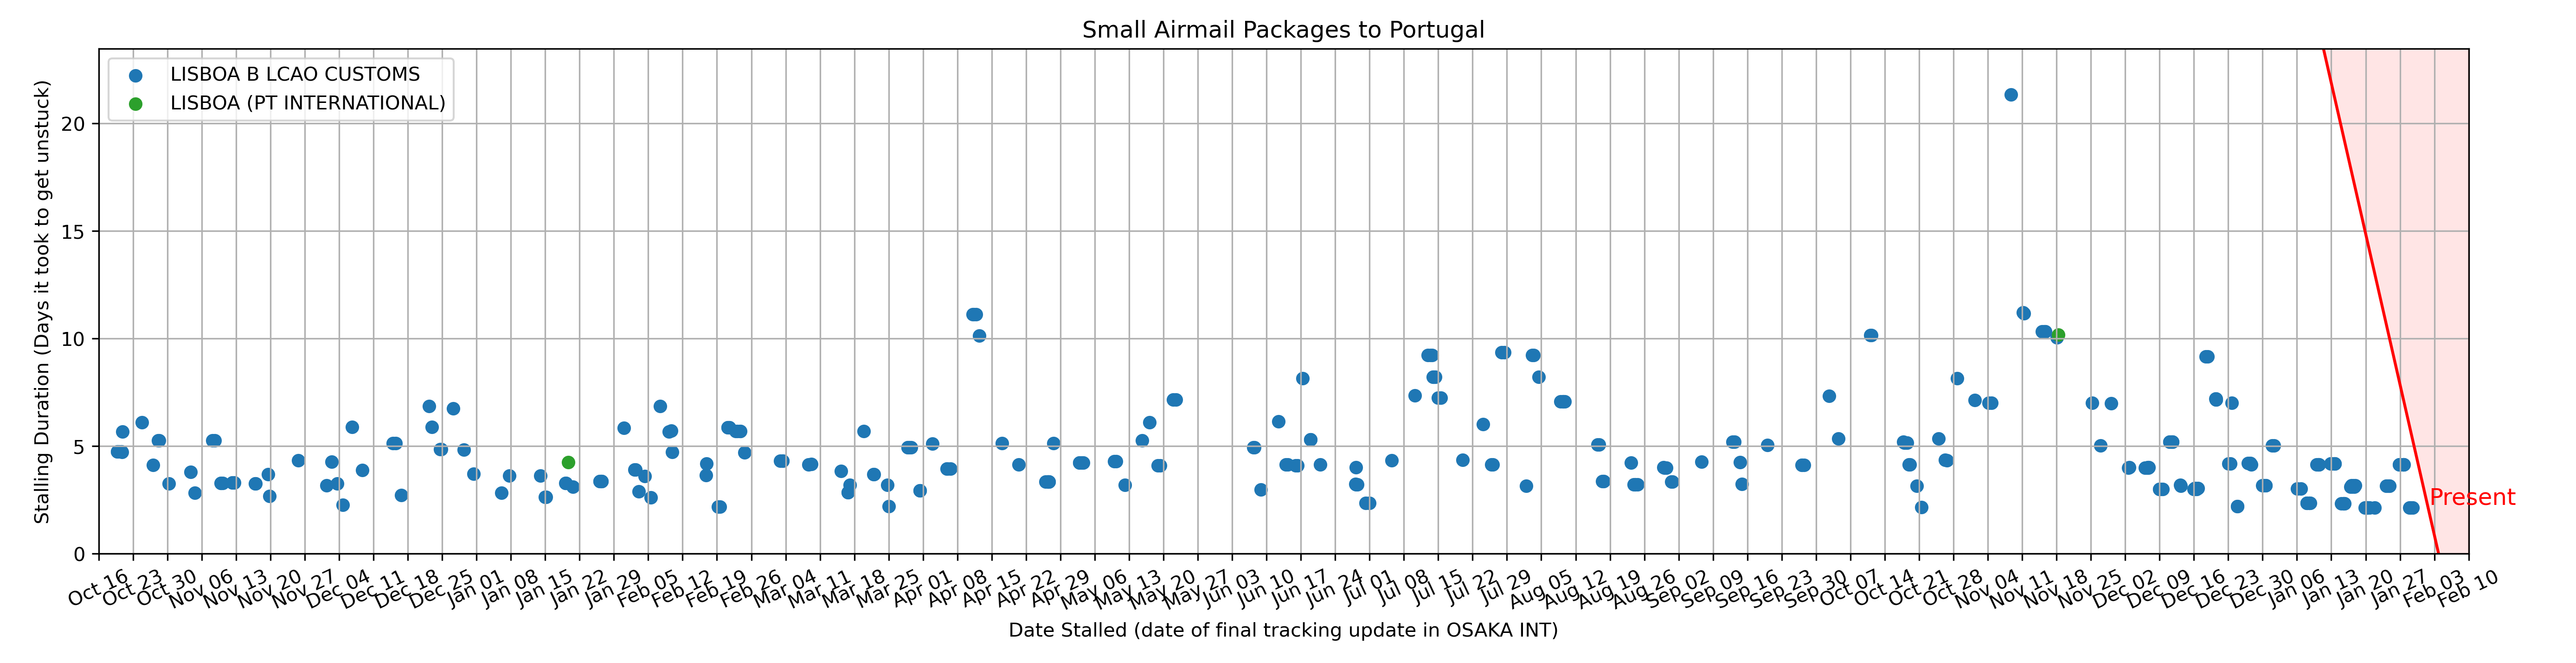 Small Airmail Packages to Portugal
LISBOA B LCAO CUSTOMS
LISBOA (PT INTERNATIONAL)
Stalling Duration (Days it took to get unstuck)
20
15
10
5
0
Present
Oct 16 Oct 23 Oct 30 Nov 06 Nov 13 Nov 20 Nov 27 Dec 04 Dec 11 Dec 18 Dec 25 Jan 01 Jan 08 Jan 15 Jan 22 Jan 29 Feb 05 Feb 12 Feb 19 Feb 26 Mar 04 Mar 11 Mar 18 Mar 25 Apr 01 Apr 08 Apr 15 Apr 22 Apr 29 May 06 May 13 May 20 May 27 Jun 03 Jun 10 Jun 17 Jun 24 Jul 01 Jul 08 Jul 15 Jul 22 Jul 29 Aug 05 Aug 12 Aug 19 Aug 26 Sep 02 Sep 09 Sep 16 Sep 23 Sep 30 Oct 07 Oct 14 Oct 21 Oct 28 Nov 04 Nov 11 Nov 18 Nov 25 Dec 02 Dec 09 Dec 16 Dec 23 Dec 30 Jan 06 Jan 13 Jan 20 Jan 27 Feb 03 Feb 10
Date Stalled (date of final tracking update in OSAKA INT)